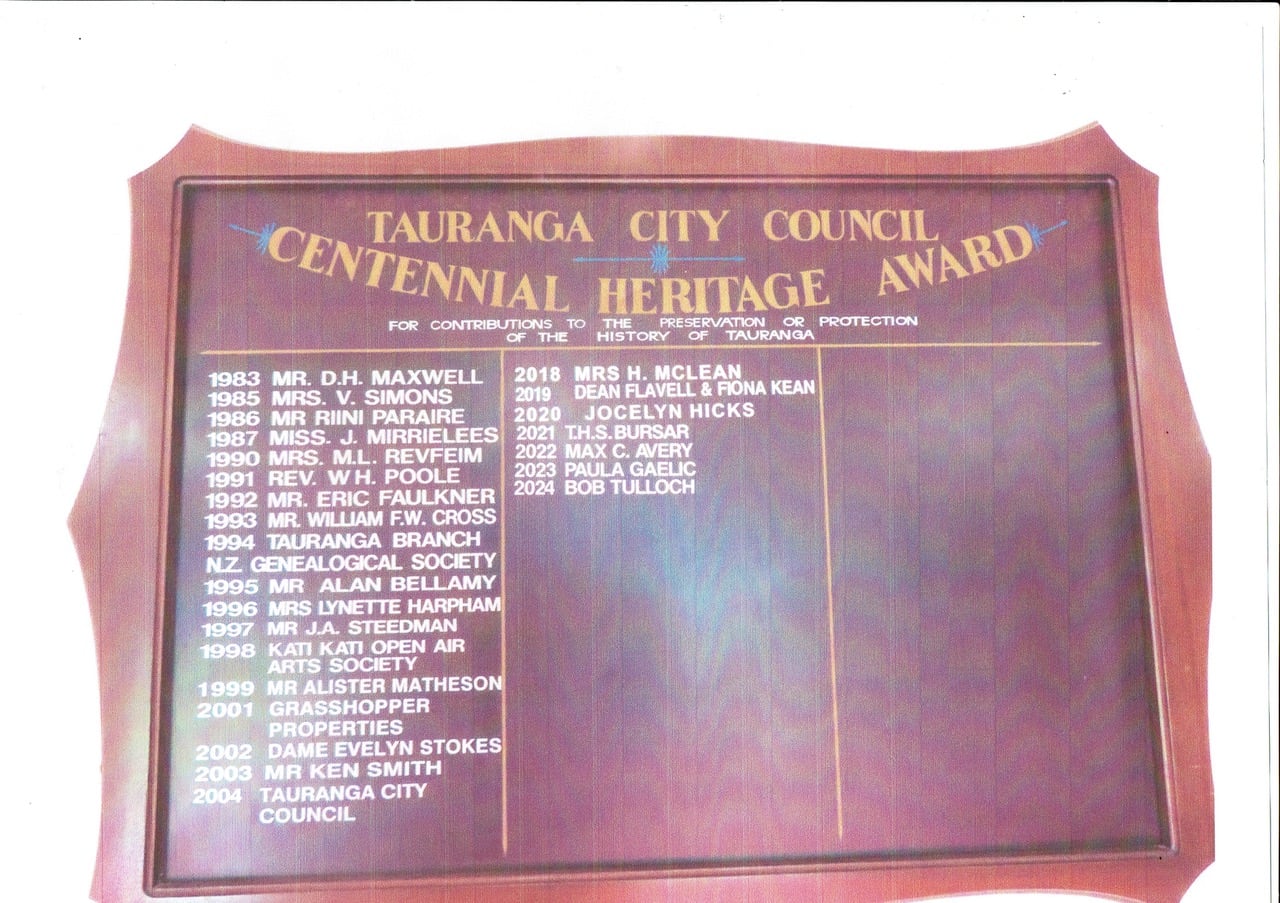 TAURANGA CITY COUNCIL
CENTENNIAL HERITAGE AWARD
FOR CONTRIBUTIONS TO THE PRESERVATION OR PROTECTION
OF THE HISTORY OF TAURANGA
1983 MR. D.H. MAXWELL
1985 MRS. V. SIMONS
1986 MR RIINI PARAIRE
1987 MISS. J. MIRRIELEES
1990 MRS. M.L. REVFEIM
1991 REV. W H. POOLE
1992 MR. ERIC FAULKNER
1993 MR. WILLIAM F.W. CROSS
1994 TAURANGA BRANCH
N.Z. GENEALOGICAL SOCIETY
1995 MR ALAN BELLAMY
1996 MRS LYNETTE HARPHAM
1997 MR J.A. STEEDMAN
1998 KATI KATI OPEN AIR
ARTS SOCIETY
1999 MR ALISTER MATHESON
2001 GRASSHOPPER
PROPERTIES
2002 DAME EVELYN STOKES
2003 MR KEN SMITH
2004 TAURANGA CITY
COUNCIL
2018 MRS H. MCLEAN
2019 DEAN FLAVELL & FIONA KEAN
2020 JOCELYN HICKS
2021 T.H.S. BURSAR
2022 MAX C. AVERY
2023 PAULA GAELIC
2024 BOB TULLOCH